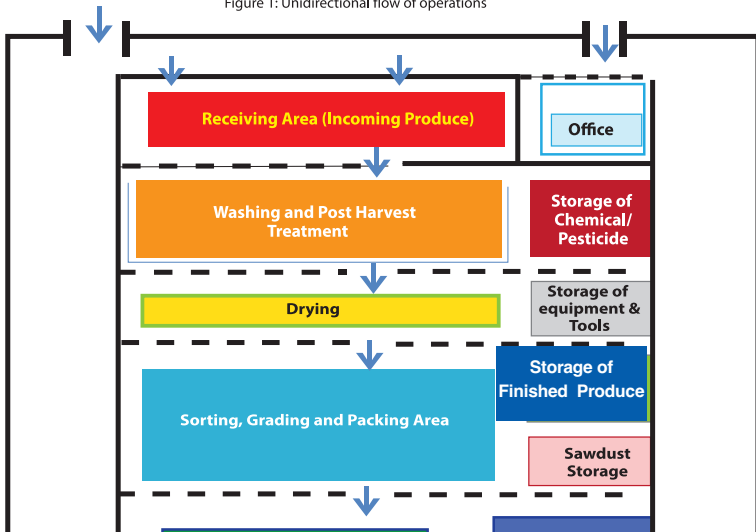 Figure 1: Unidirectional flow of operations
Receiving Area (Incoming Produce)
Office
Washing and Post Harvest
Treatment
Storage of
Chemical/
Pesticide
Drying
Storage of
equipment &
Tools
Storage of
Finished Produce
Sorting, Grading and Packing Area
Sawdust
Storage